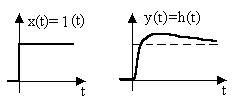 x(t)= 1(t)
y(t)=h(t)
t
t